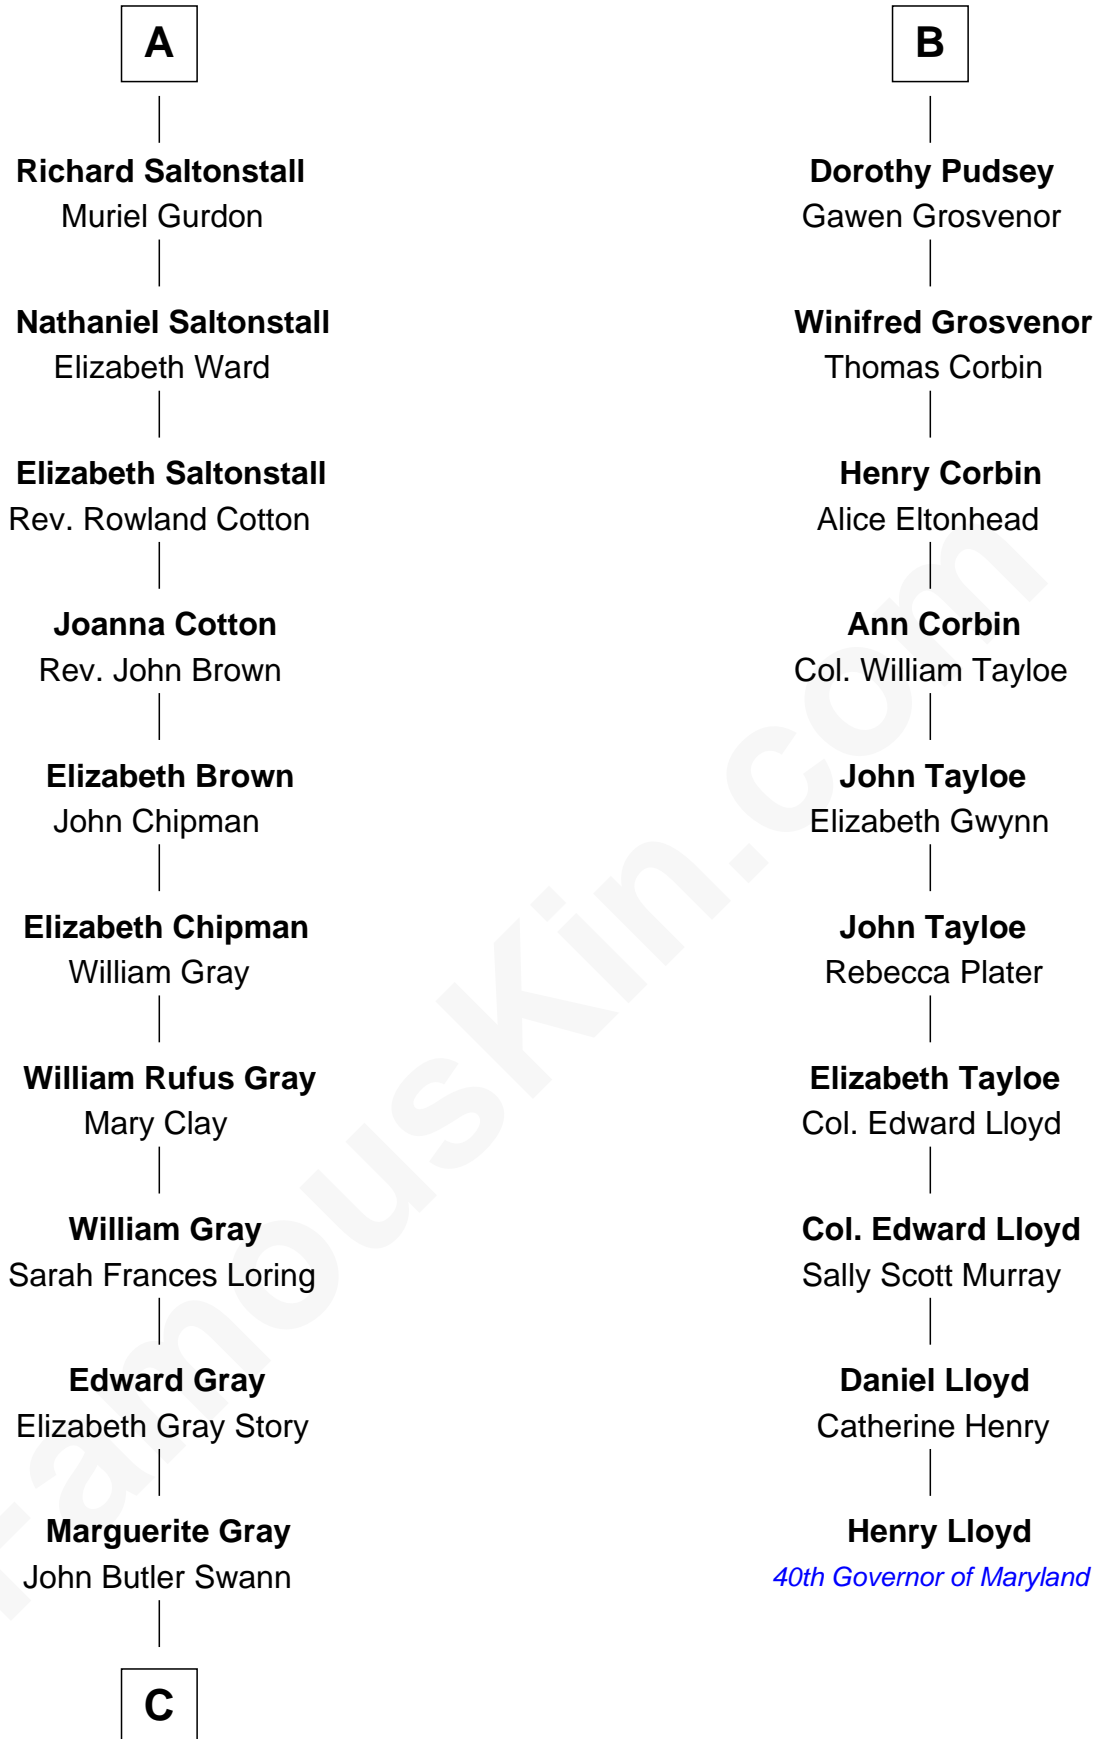 A
Richard Saltonstall
Muriel Gurdon
Nathaniel Saltonstall
Elizabeth Ward
Elizabeth Saltonstall
Rev. Rowland Cotton
Joanna Cotton
Rev. John Brown
Elizabeth Brown
John Chipman
Elizabeth Chipman
William Gray
William Rufus Gray
Mary Clay
William Gray
Sarah Frances Loring
Edward Gray
Elizabeth Gray Story
Marguerite Gray
John Butler Swann
C
B
Dorothy Pudsey
Gawen Grosvenor
Winifred Grosvenor
Thomas Corbin
Henry Corbin
Alice Eltonhead
Ann Corbin
Col. William Tayloe
John Tayloe
Elizabeth Gwynn
John Tayloe
Rebecca Plater
Elizabeth Tayloe
Col. Edward Lloyd
Col. Edward Lloyd
Sally Scott Murray
Daniel Lloyd
Catherine Henry
Henry Lloyd
40th Governor of Maryland
FamousKin.com